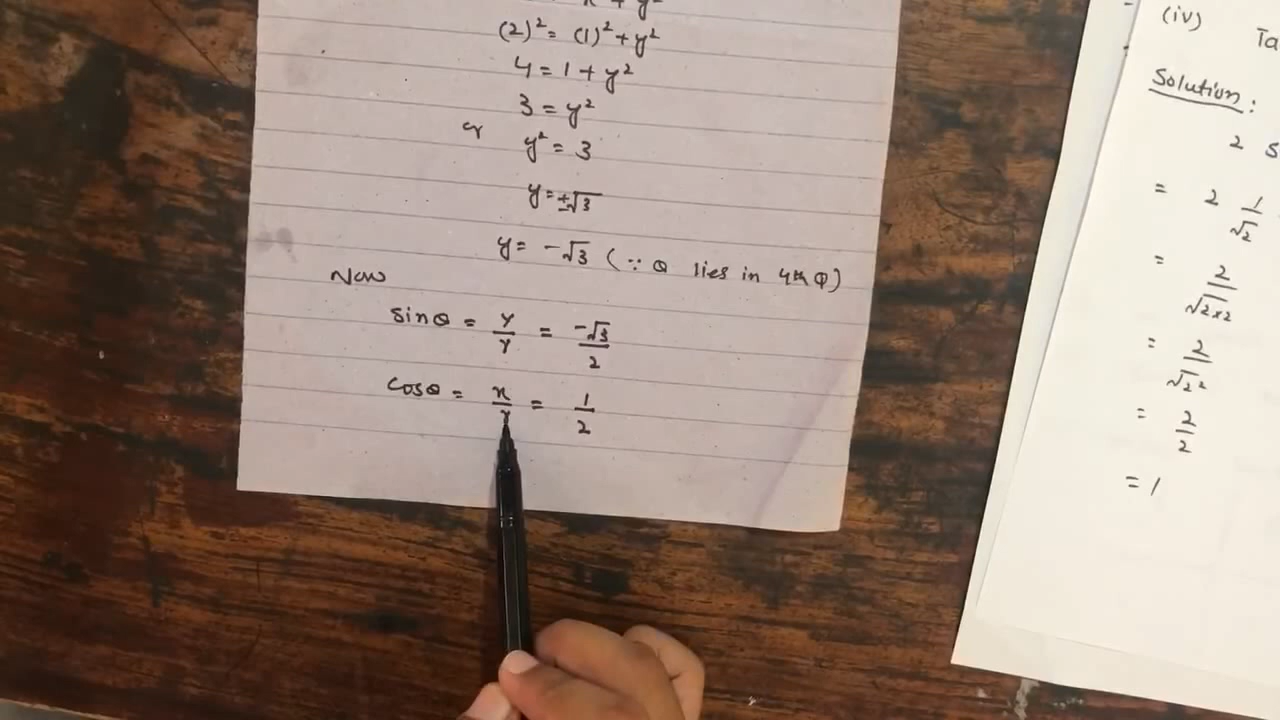 x + y²
(2)² = (1)² + y²
4 = 1 + y²
3 = y²
or y² = 3
y = ±√3
y = -√3 (∵ θ lies in 4th Q)
Now
sinθ = y/r = -√3/2
cosθ = x/r = 1/2
(iv) Ta
Solution:
2 s
= 2 1/√2
= 2/√2×2
= 2/√2²
= 2/2
= 1